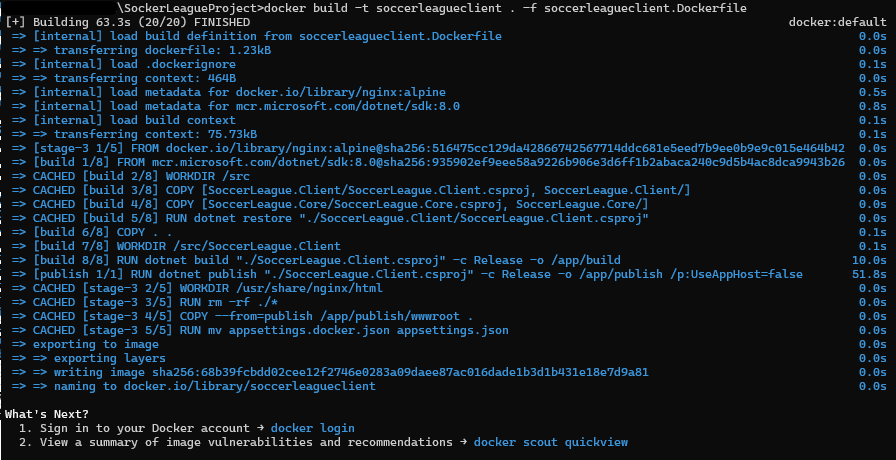 \SockerLeagueProject>docker build -t soccerleagueclient . -f soccerleagueclient.Dockerfile
[+] Building 63.3s (20/20) FINISHED docker:default
=> [internal] load build definition from soccerleagueclient.Dockerfile 0.0s
=> => transferring dockerfile: 1.23kB 0.0s
=> [internal] load .dockerignore 0.1s
=> => transferring context: 464B 0.0s
=> [internal] load metadata for docker.io/library/nginx:alpine 0.5s
=> [internal] load metadata for mcr.microsoft.com/dotnet/sdk:8.0 0.8s
=> [internal] load build context 0.1s
=> => transferring context: 75.73kB 0.1s
=> [stage-3 1/5] FROM docker.io/library/nginx:alpine@sha256:516475cc129da42866742567714ddc681e5eed7b9ee0b9e9c015e464b42 0.0s
=> [build 1/8] FROM mcr.microsoft.com/dotnet/sdk:8.0@sha256:935902ef9eee58a9226b906e3d6ff1b2abaca240c9d5b4ac8dca9943b26 0.0s
=> CACHED [build 2/8] WORKDIR /src 0.0s
=> CACHED [build 3/8] COPY [SoccerLeague.Client/SoccerLeague.Client.csproj, SoccerLeague.Client/] 0.0s
=> CACHED [build 4/8] COPY [SoccerLeague.Core/SoccerLeague.Core.csproj, SoccerLeague.Core/] 0.0s
=> CACHED [build 5/8] RUN dotnet restore "./SoccerLeague.Client/SoccerLeague.Client.csproj" 0.0s
=> [build 6/8] COPY . . 0.1s
=> [build 7/8] WORKDIR /src/SoccerLeague.Client 0.1s
=> [build 8/8] RUN dotnet build "./SoccerLeague.Client.csproj" -c Release -o /app/build 10.0s
=> [publish 1/1] RUN dotnet publish "./SoccerLeague.Client.csproj" -c Release -o /app/publish /p:UseAppHost=false 51.8s
=> CACHED [stage-3 2/5] WORKDIR /usr/share/nginx/html 0.0s
=> CACHED [stage-3 3/5] RUN rm -rf ./* 0.0s
=> CACHED [stage-3 4/5] COPY --from=publish /app/publish/wwwroot . 0.0s
=> CACHED [stage-3 5/5] RUN mv appsettings.docker.json appsettings.json 0.0s
=> exporting to image 0.0s
=> => exporting layers 0.0s
=> => writing image sha256:68b39fcbdd02cee12f2746e0283a09daee87ac016dade1b3d1b431e18e7d9a81 0.0s
=> => naming to docker.io/library/soccerleagueclient 0.0s
What's Next?
1. Sign in to your Docker account → docker login
2. View a summary of image vulnerabilities and recommendations → docker scout quickview